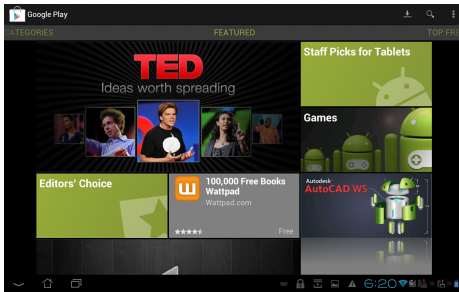 Google Play
CATEGORIES
FEATURED
TOP FRE
TED
Ideas worth spreading
Staff Picks for Tablets
Games
Editors' Choice
100,000 Free Books
Wattpad
Wattpad.com
Free
Autodesk
AutoCAD WS
6:20